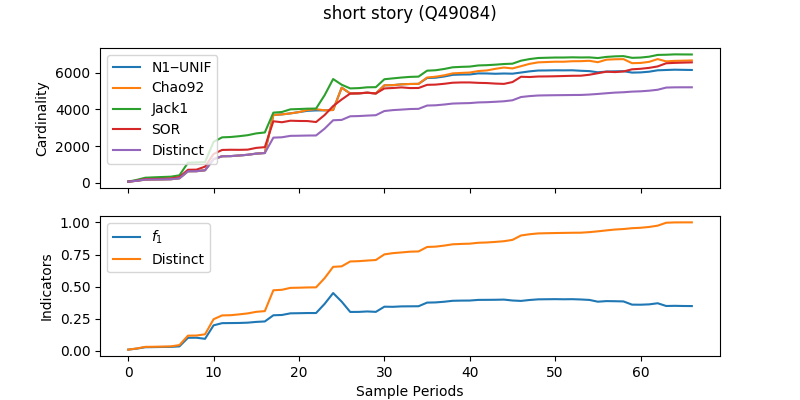 short story (Q49084)
Cardinality
6000
4000
2000
0
N1−UNIF
Chao92
Jack1
SOR
Distinct
Indicators
1.00
0.75
0.50
0.25
0.00
f1
Distinct
0 10 20 30 40 50 60
Sample Periods